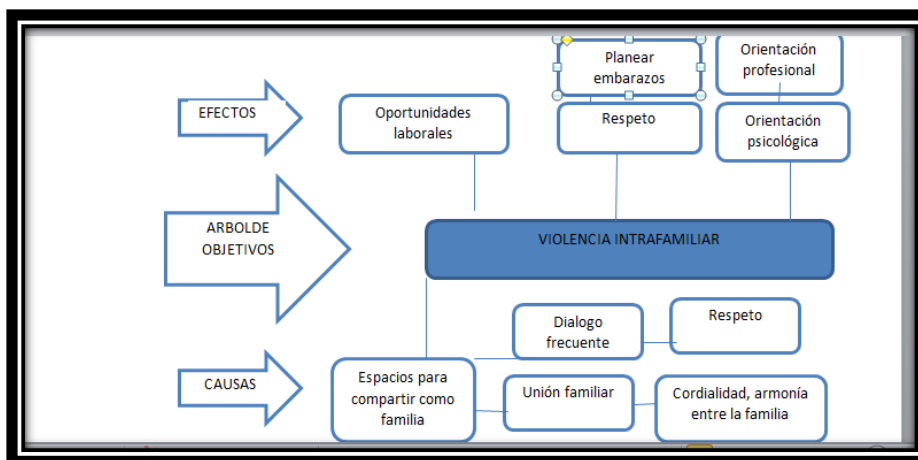 Planear
embarazos
Orientación
profesional
EFECTOS
Oportunidades
laborales
Respeto
Orientación
psicológica
ARBOLDE
OBJETIVOS
VIOLENCIA INTRAFAMILIAR
Dialogo
frecuente
Respeto
CAUSAS
Espacios para
compartir como
familia
Unión familiar
Cordialidad, armonía
entre la familia